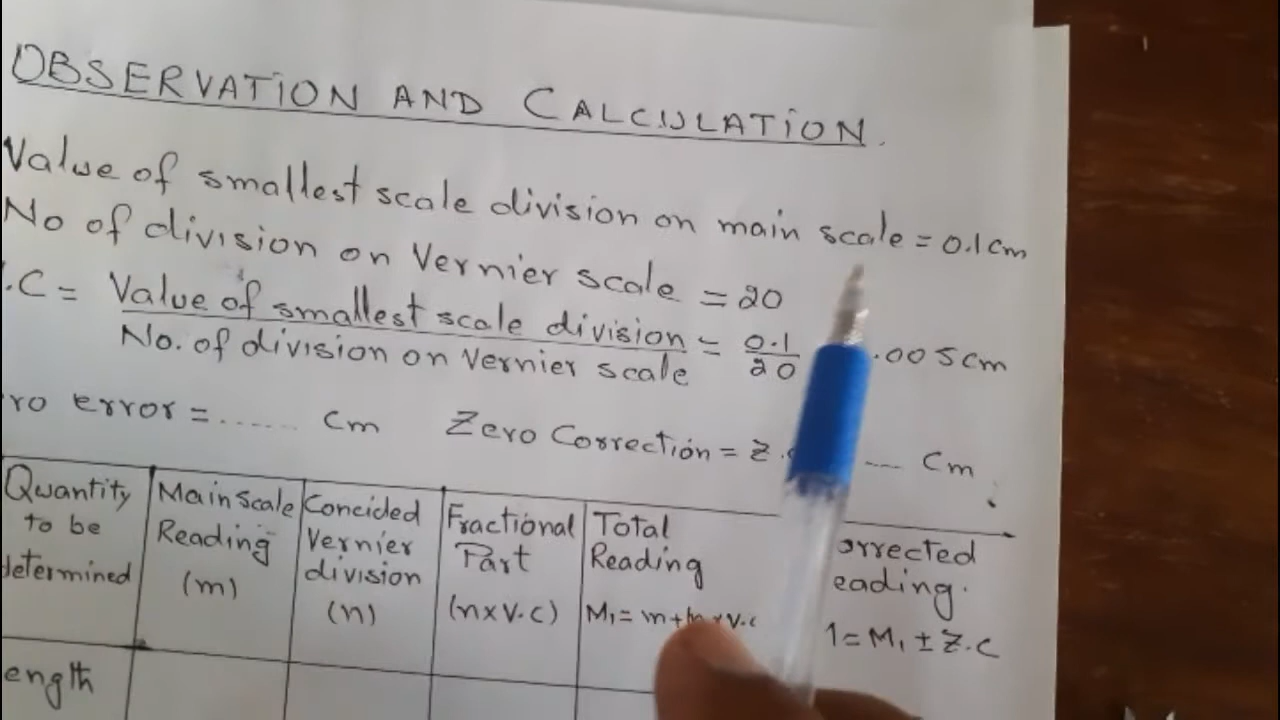 OBSERVATION AND CALCULATION.
Value of smallest scale division on main scale = 0.1cm
No of division on Vernier scale = 20
.C = Value of smallest scale division / No. of division on Vernier scale = 0.1 / 20 .005cm
ro error = ...... cm Zero Correction = Z. .... cm
Quantity to be determined
Main Scale Reading (m)
Concided Vernier division (n)
Fractional Part (n×V.C)
Total Reading M₁ = m+n×V.C
orrected eading. 1 = M₁ ± Z.C
ength